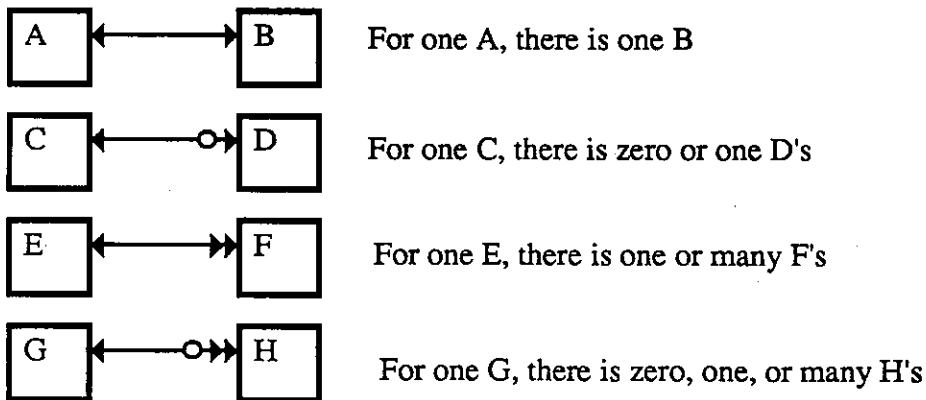 A B For one A, there is one B
C D For one C, there is zero or one D's
E F For one E, there is one or many F's
G H For one G, there is zero, one, or many H's